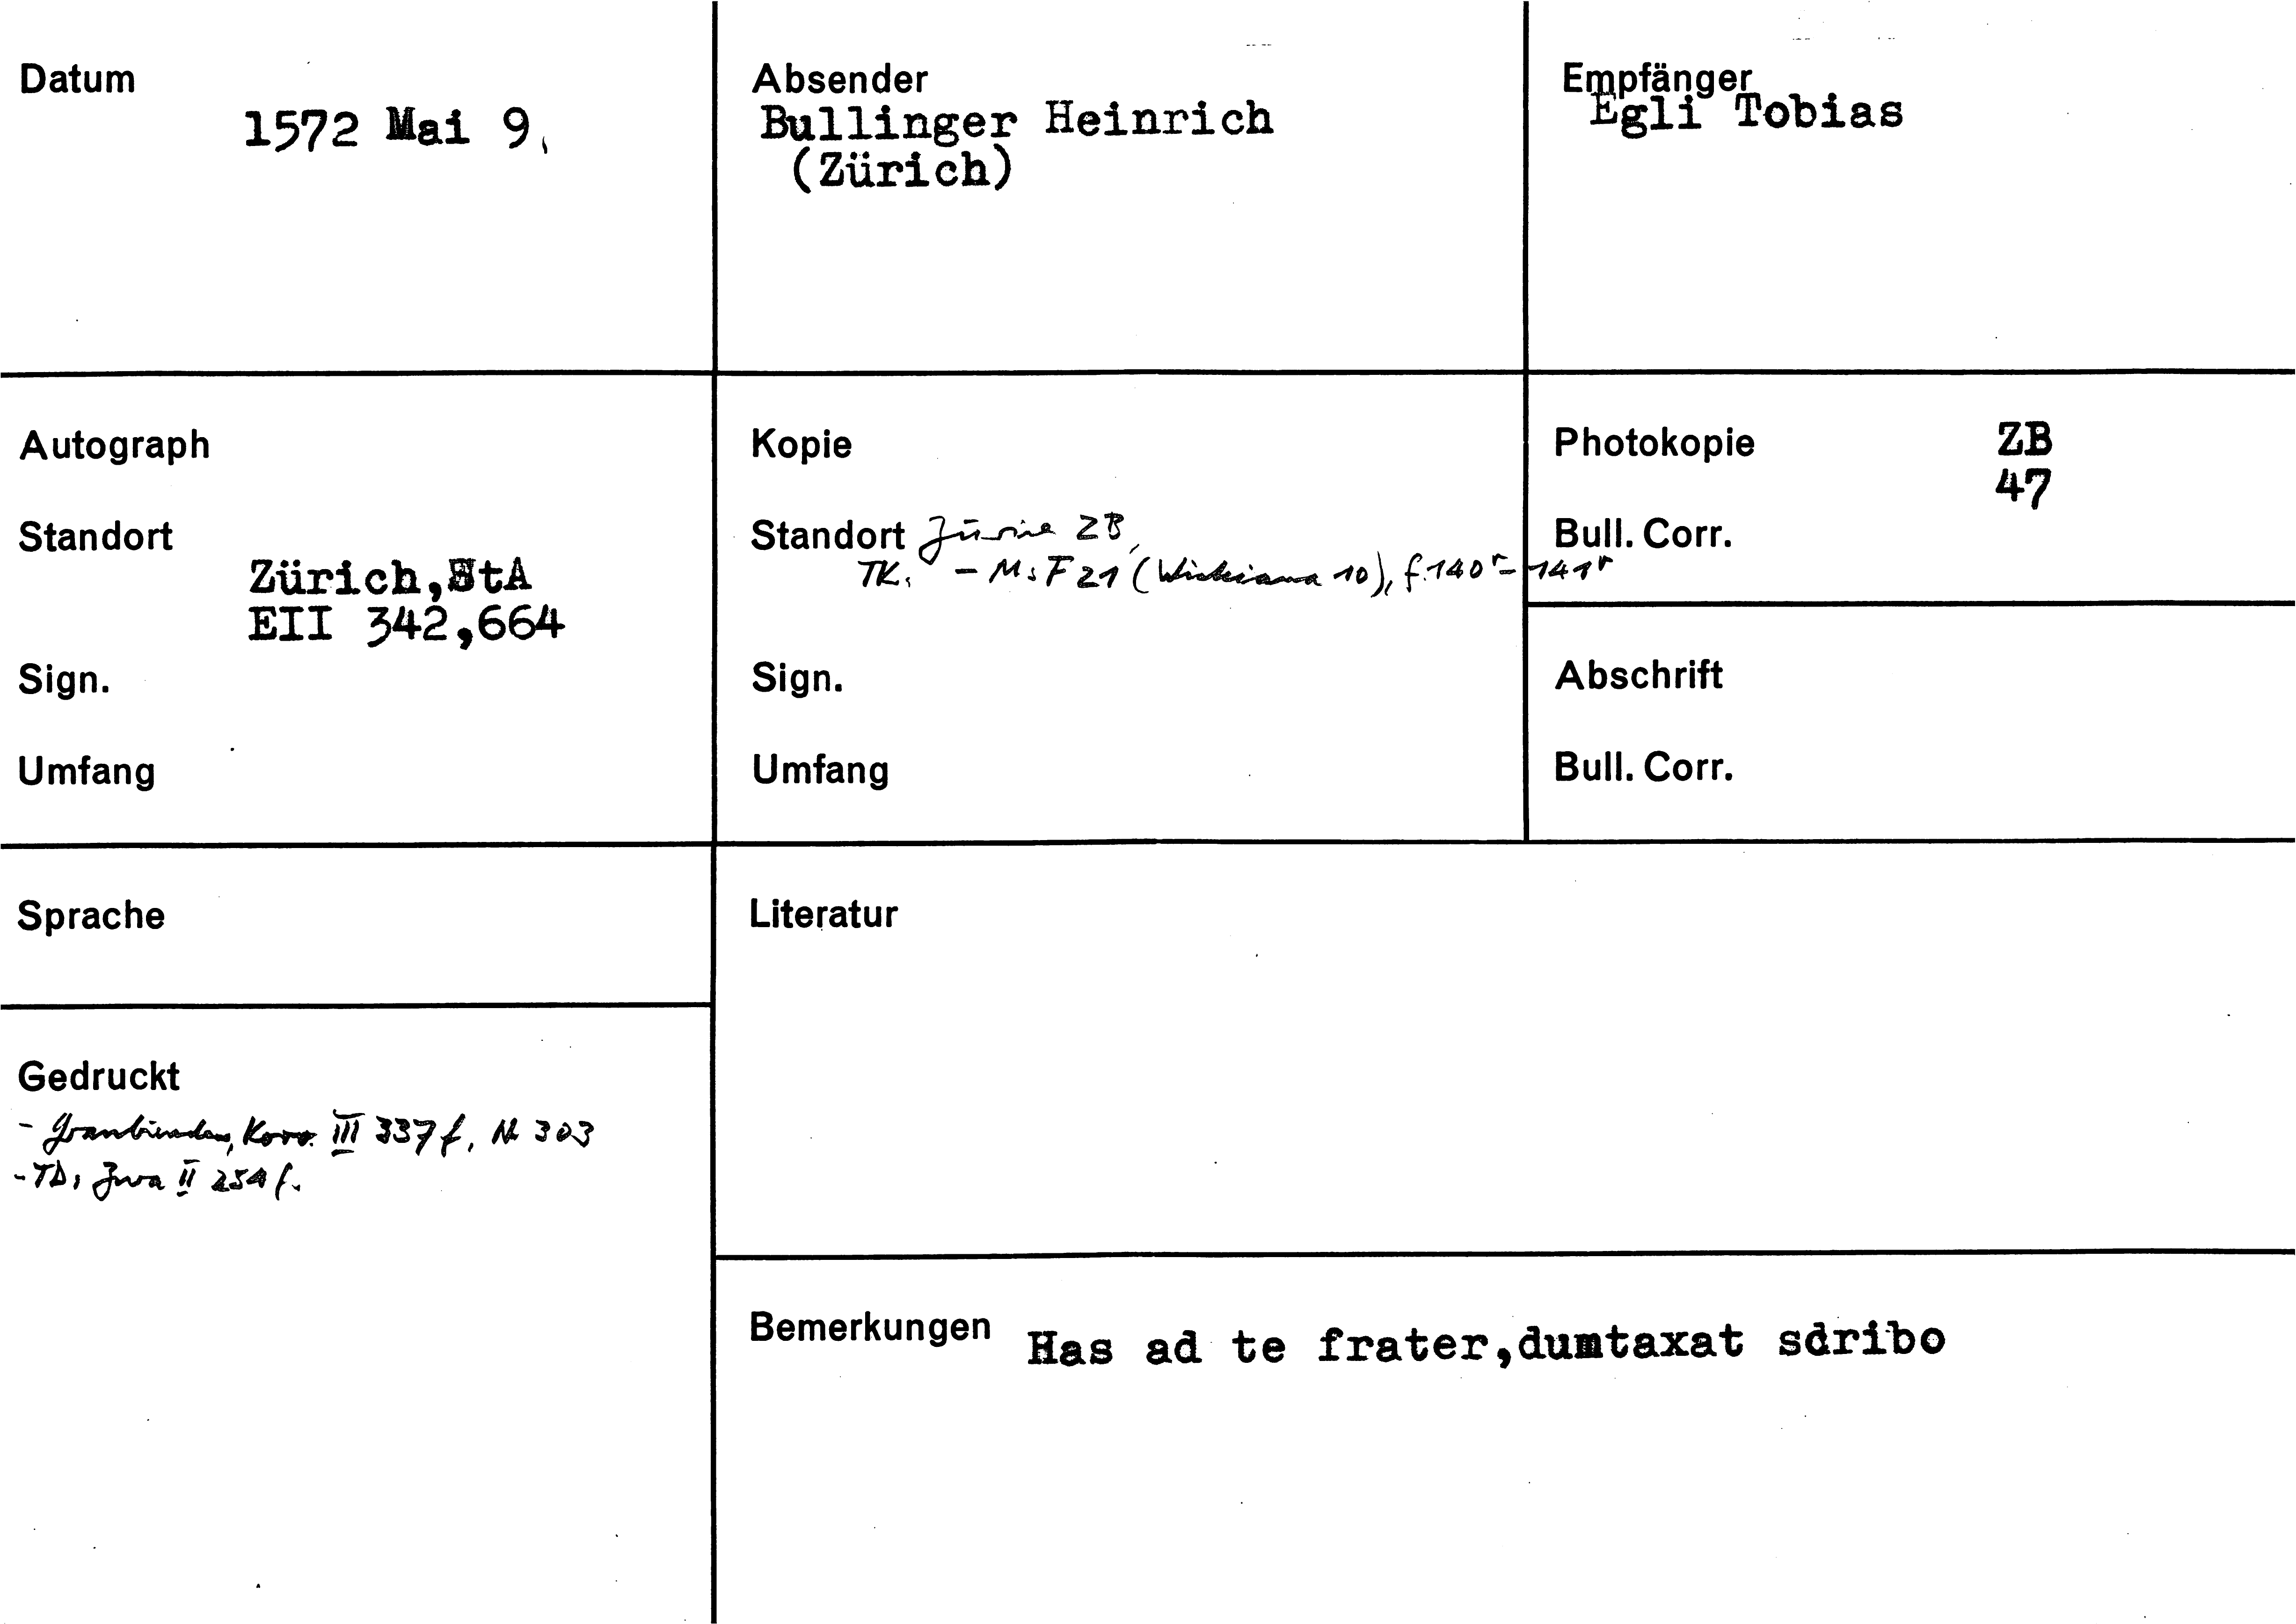 Datum
1572 Mai 9.
Absender
Bullinger Heinrich
(Zürich)
Empfänger
Egli Tobias
Autograph
Standort
Zürich,StA
EII 342,664
Sign.
Umfang
Kopie
Standort Zürich ZB,
TK. - Ms F 21 (Wickiana 10), f. 140r - 141r
Sign.
Umfang
Photokopie ZB
47
Bull. Corr.
Abschrift
Bull. Corr.
Sprache
Gedruckt
- Graubünden, Korr. III 337 f, Nr 303
- TD: Zwa II 254 f.
Literatur
Bemerkungen Has ad te frater,dumtaxat sdribo